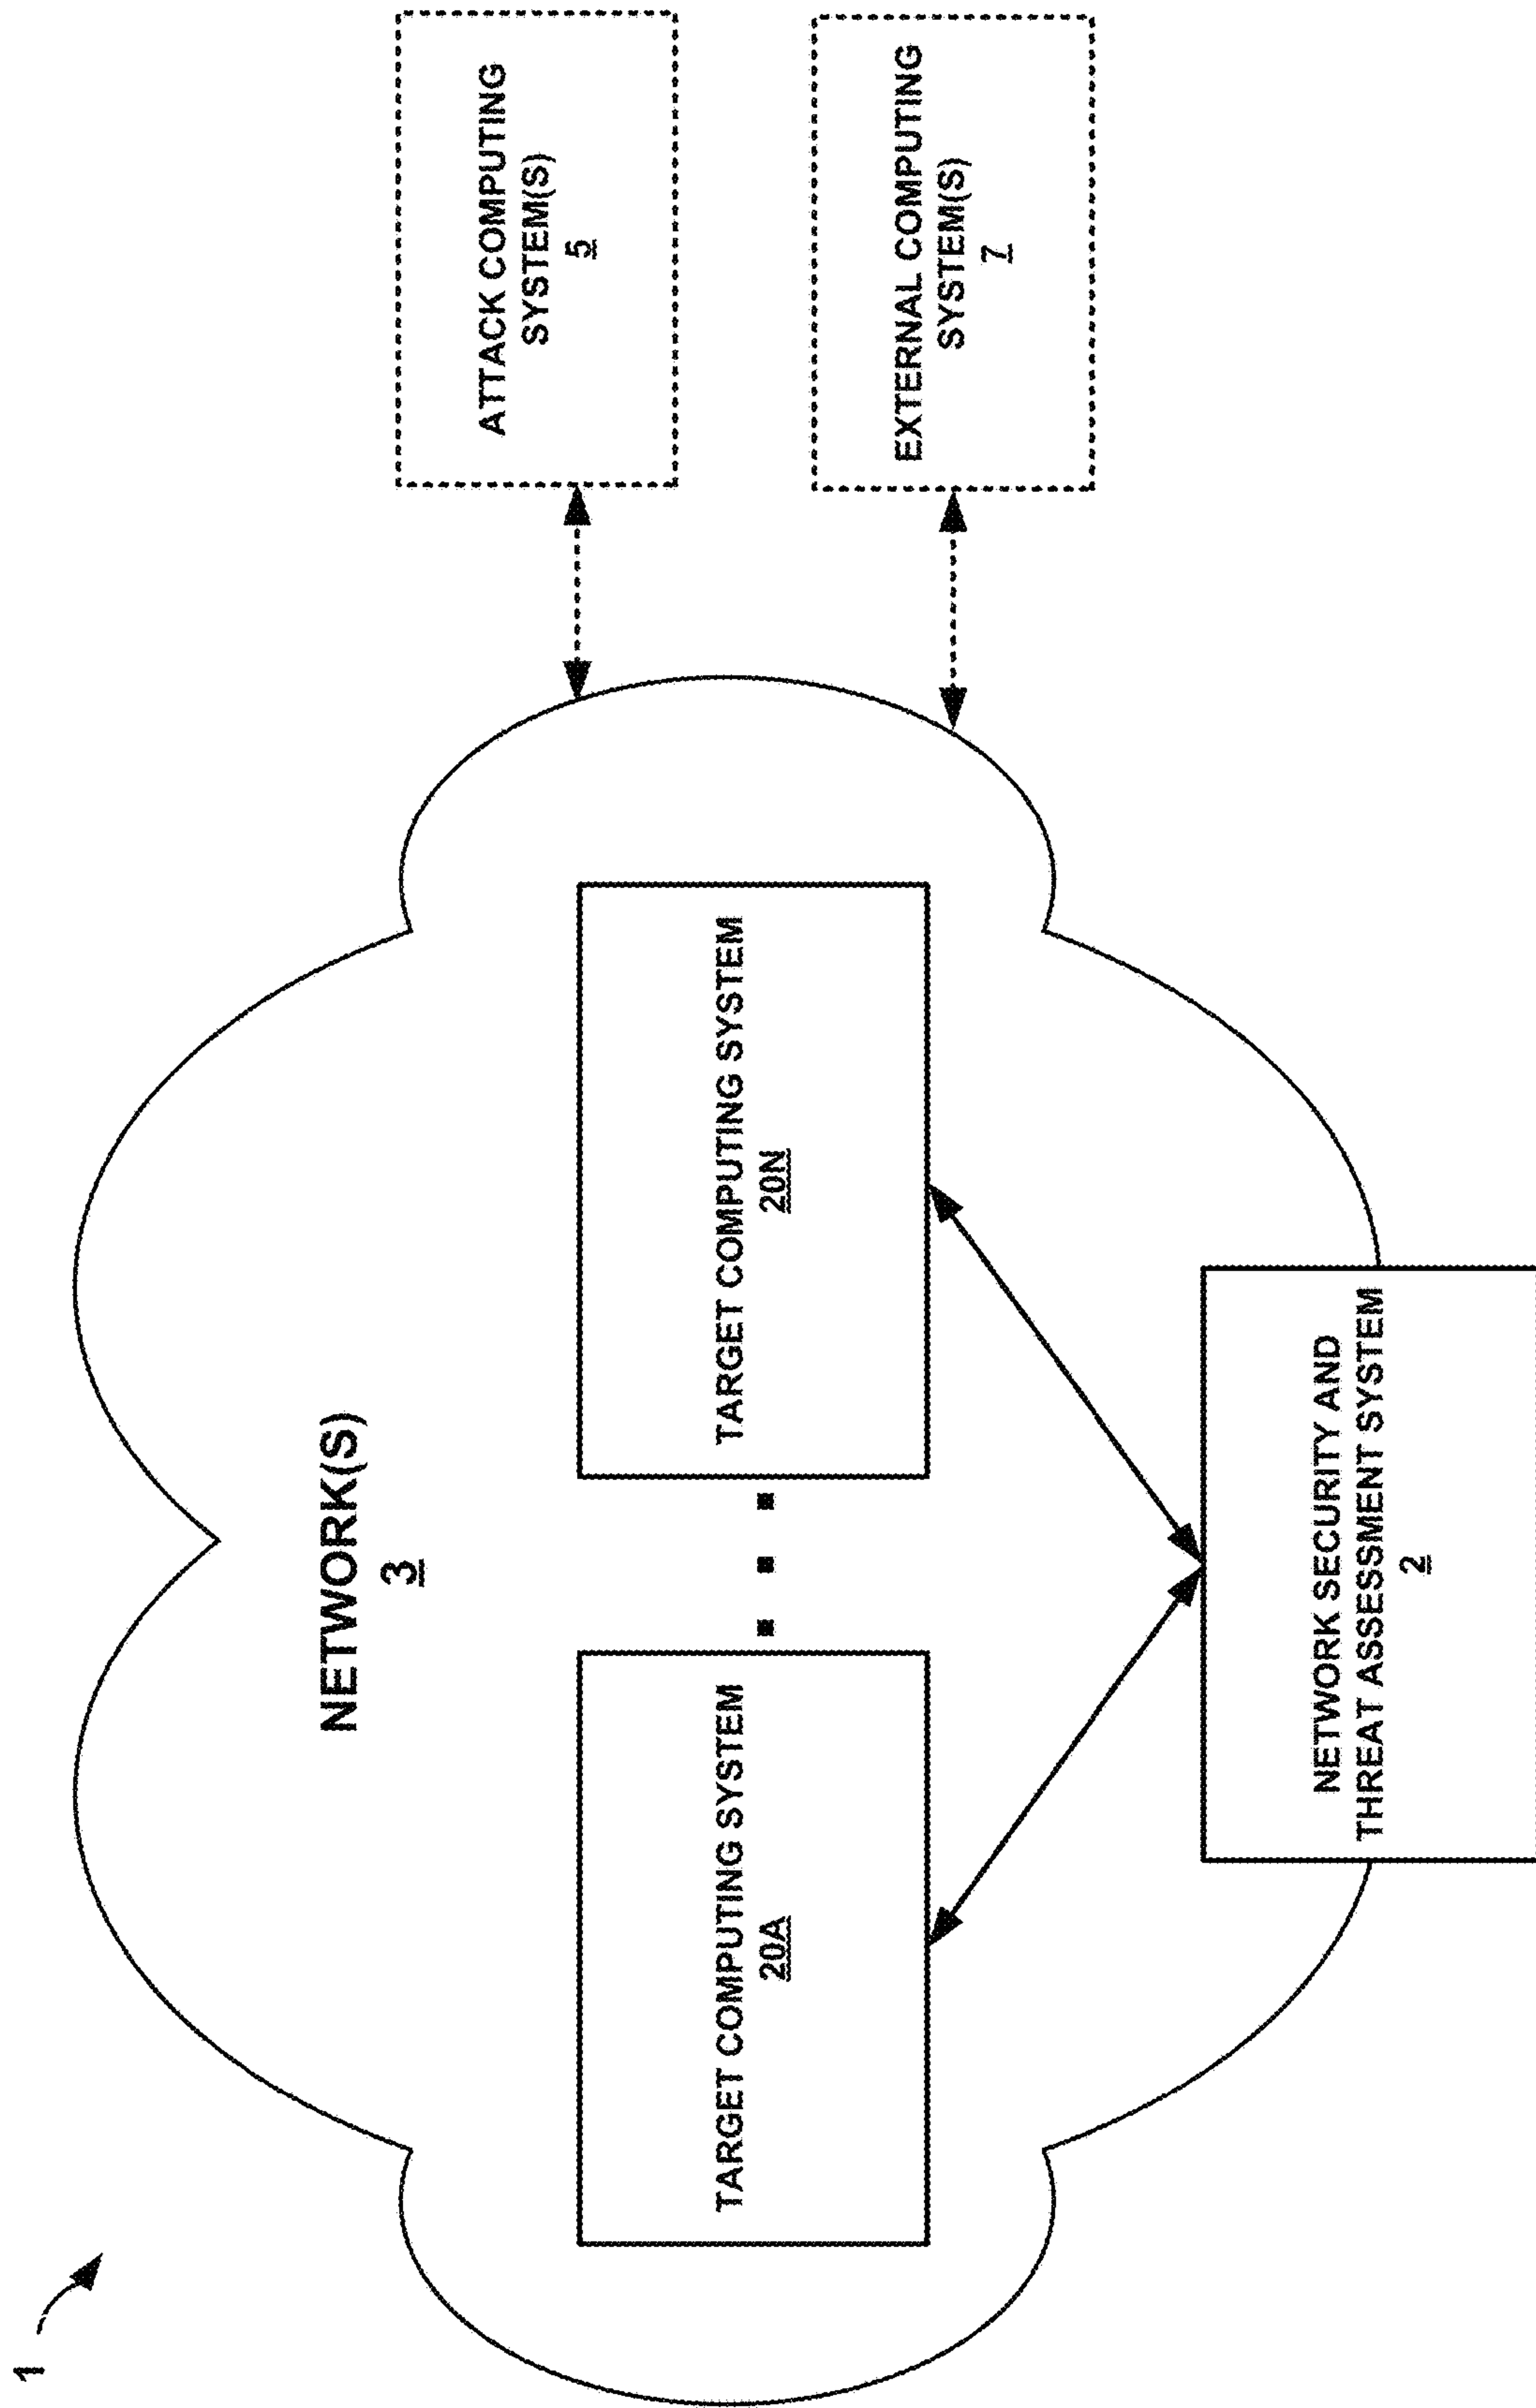 1
NETWORK(S)
3
TARGET COMPUTING SYSTEM
20A
TARGET COMPUTING SYSTEM
20N
NETWORK SECURITY AND
THREAT ASSESSMENT SYSTEM
2
ATTACK COMPUTING
SYSTEM(S)
5
EXTERNAL COMPUTING
SYSTEM(S)
7